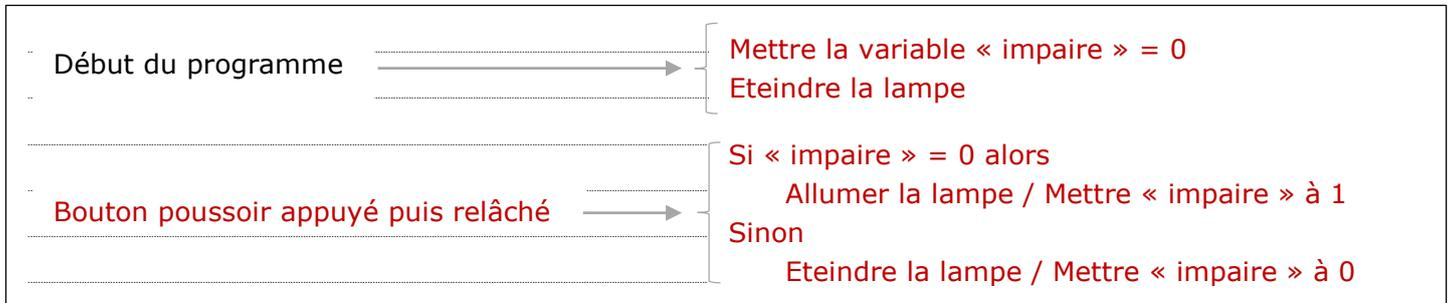 Début du programme
Mettre la variable « impaire » = 0
Eteindre la lampe
Bouton poussoir appuyé puis relâché
Si « impaire » = 0 alors
Allumer la lampe / Mettre « impaire » à 1
Sinon
Eteindre la lampe / Mettre « impaire » à 0